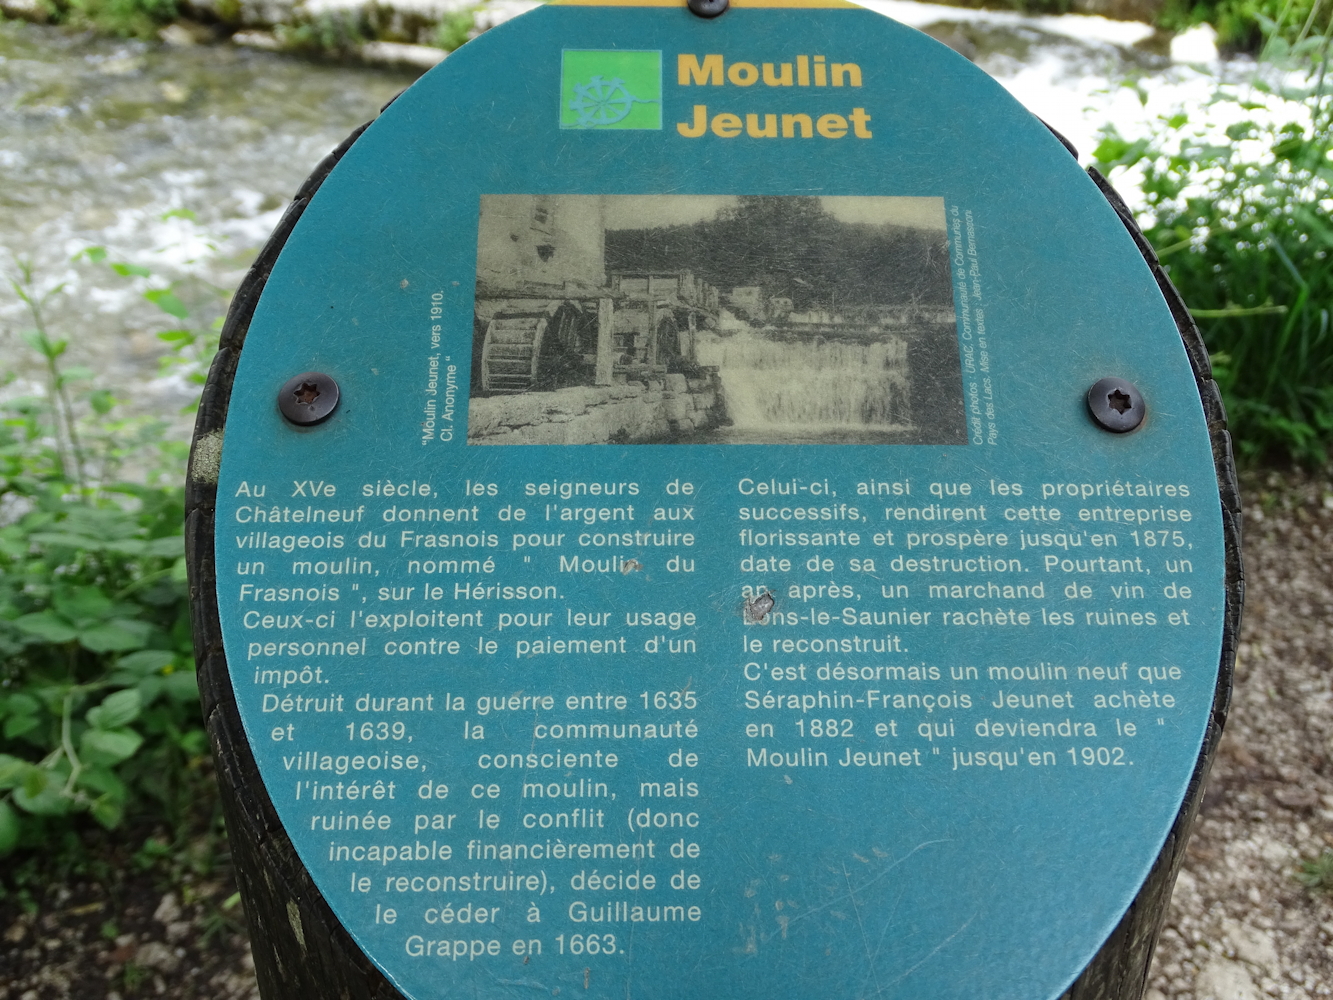 Moulin
Jeunet
"Moulin Jeunet, vers 1910.
Cl. Anonyme "
Crédit photos : URAC, Communauté de Communes du
Pays des Lacs. Mise en textes : Jean-Paul Bernasconi
Au XVe siècle, les seigneurs de
Châtelneuf donnent de l'argent aux
villageois du Frasnois pour construire
un moulin, nommé " Moulin du
Frasnois ", sur le Hérisson.
Ceux-ci l'exploitent pour leur usage
personnel contre le paiement d'un
impôt.
Détruit durant la guerre entre 1635
et 1639, la communauté
villageoise, consciente de
l'intérêt de ce moulin, mais
ruinée par le conflit (donc
incapable financièrement de
le reconstruire), décide de
le céder à Guillaume
Grappe en 1663.
Celui-ci, ainsi que les propriétaires
successifs, rendirent cette entreprise
florissante et prospère jusqu'en 1875,
date de sa destruction. Pourtant, un
an après, un marchand de vin de
Lons-le-Saunier rachète les ruines et
le reconstruit.
C'est désormais un moulin neuf que
Séraphin-François Jeunet achète
en 1882 et qui deviendra le "
Moulin Jeunet " jusqu'en 1902.